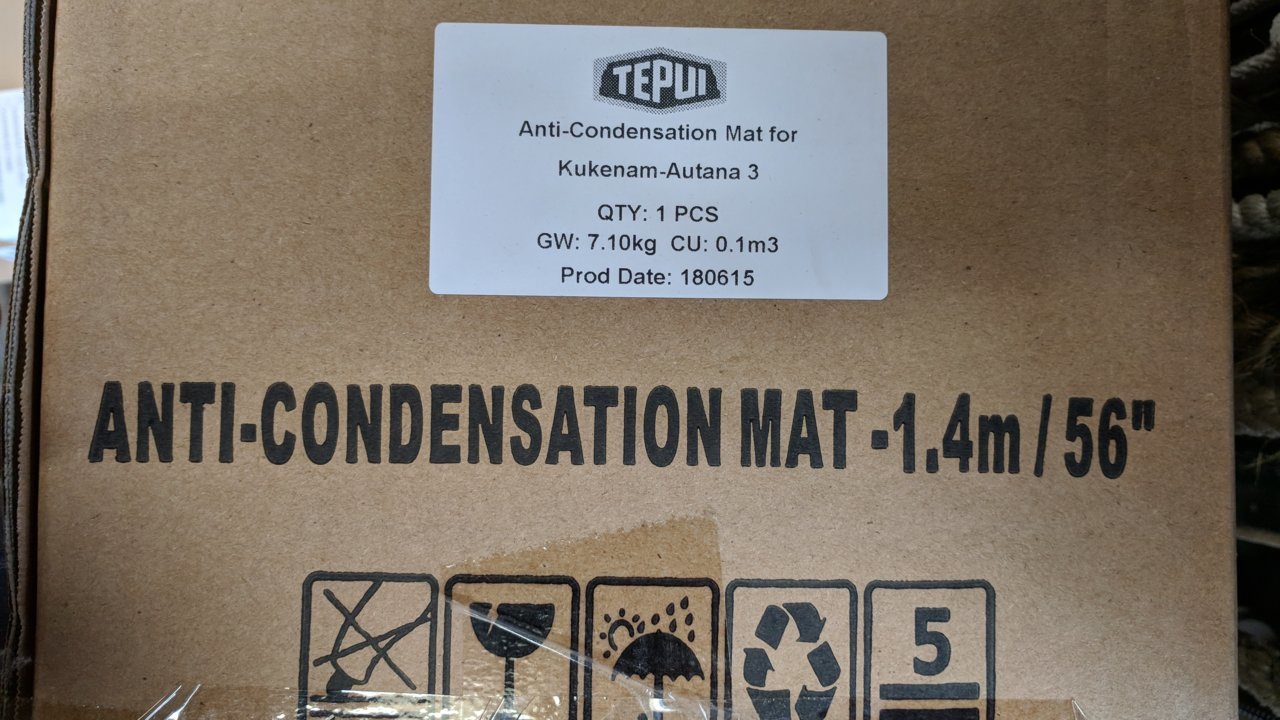 TEPUI
Anti-Condensation Mat for
Kukenam-Autana 3
QTY: 1 PCS
GW: 7.10kg  CU: 0.1m3
Prod Date: 180615
ANTI-CONDENSATION MAT -1.4m / 56"
5